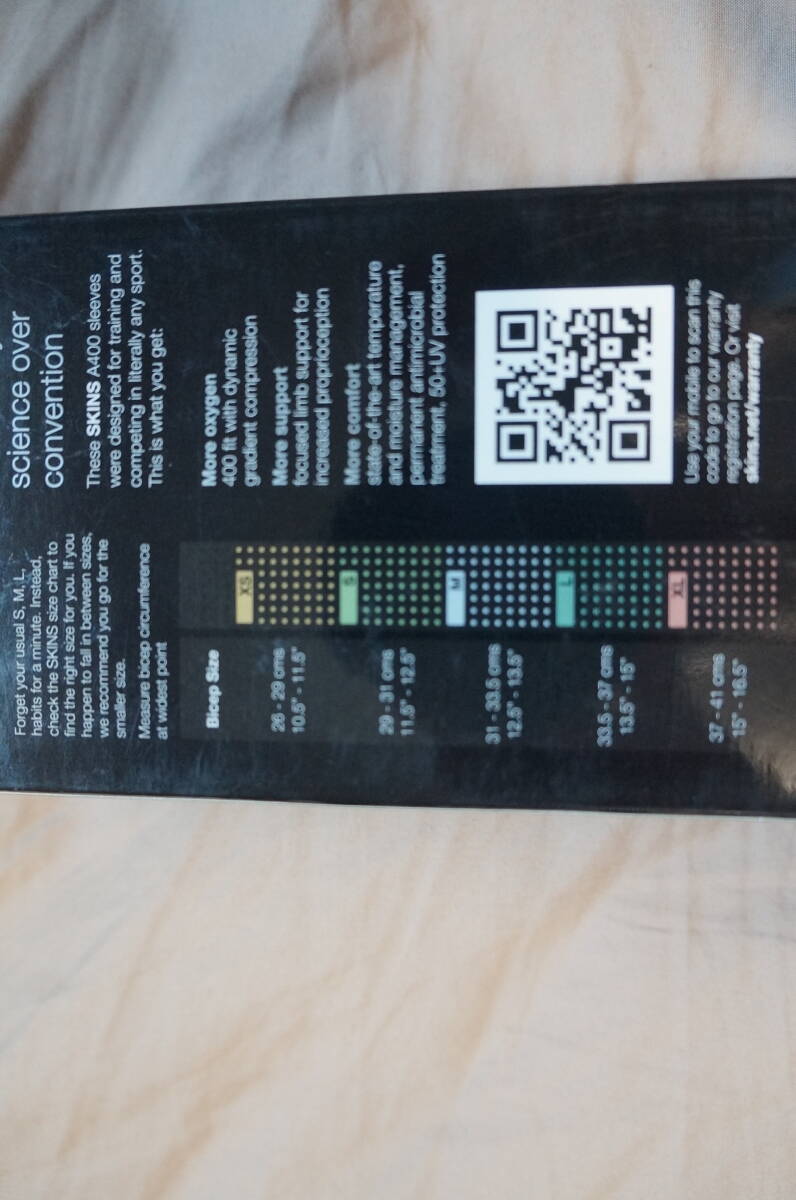 science over
convention
These SKINS A400 sleeves
were designed for training and
competing in literally any sport.
This is what you get:
More oxygen
400 fit with dynamic
gradient compression
More support
focused limb support for
increased proprioception
More comfort
state-of-the-art temperature
and moisture management,
permanent antimicrobial
treatment, 50+UV protection
Use your mobile to scan this
code to go to our warranty
registration page. Or visit
skins.net/warranty
Forget your usual S, M, L,
habits for a minute. Instead,
check the SKINS size chart to
find the right size for you. If you
happen to fall in between sizes,
we recommend you go for the
smaller size.
Measure bicep circumference
at widest point
Bicep Size
26 - 29 cms
10.5" - 11.5"
XS
29 - 31 cms
11.5" - 12.5"
S
31 - 33.5 cms
12.5" - 13.5"
M
33.5 - 37 cms
13.5" - 15"
L
37 - 41 cms
15" - 16.5"
XL